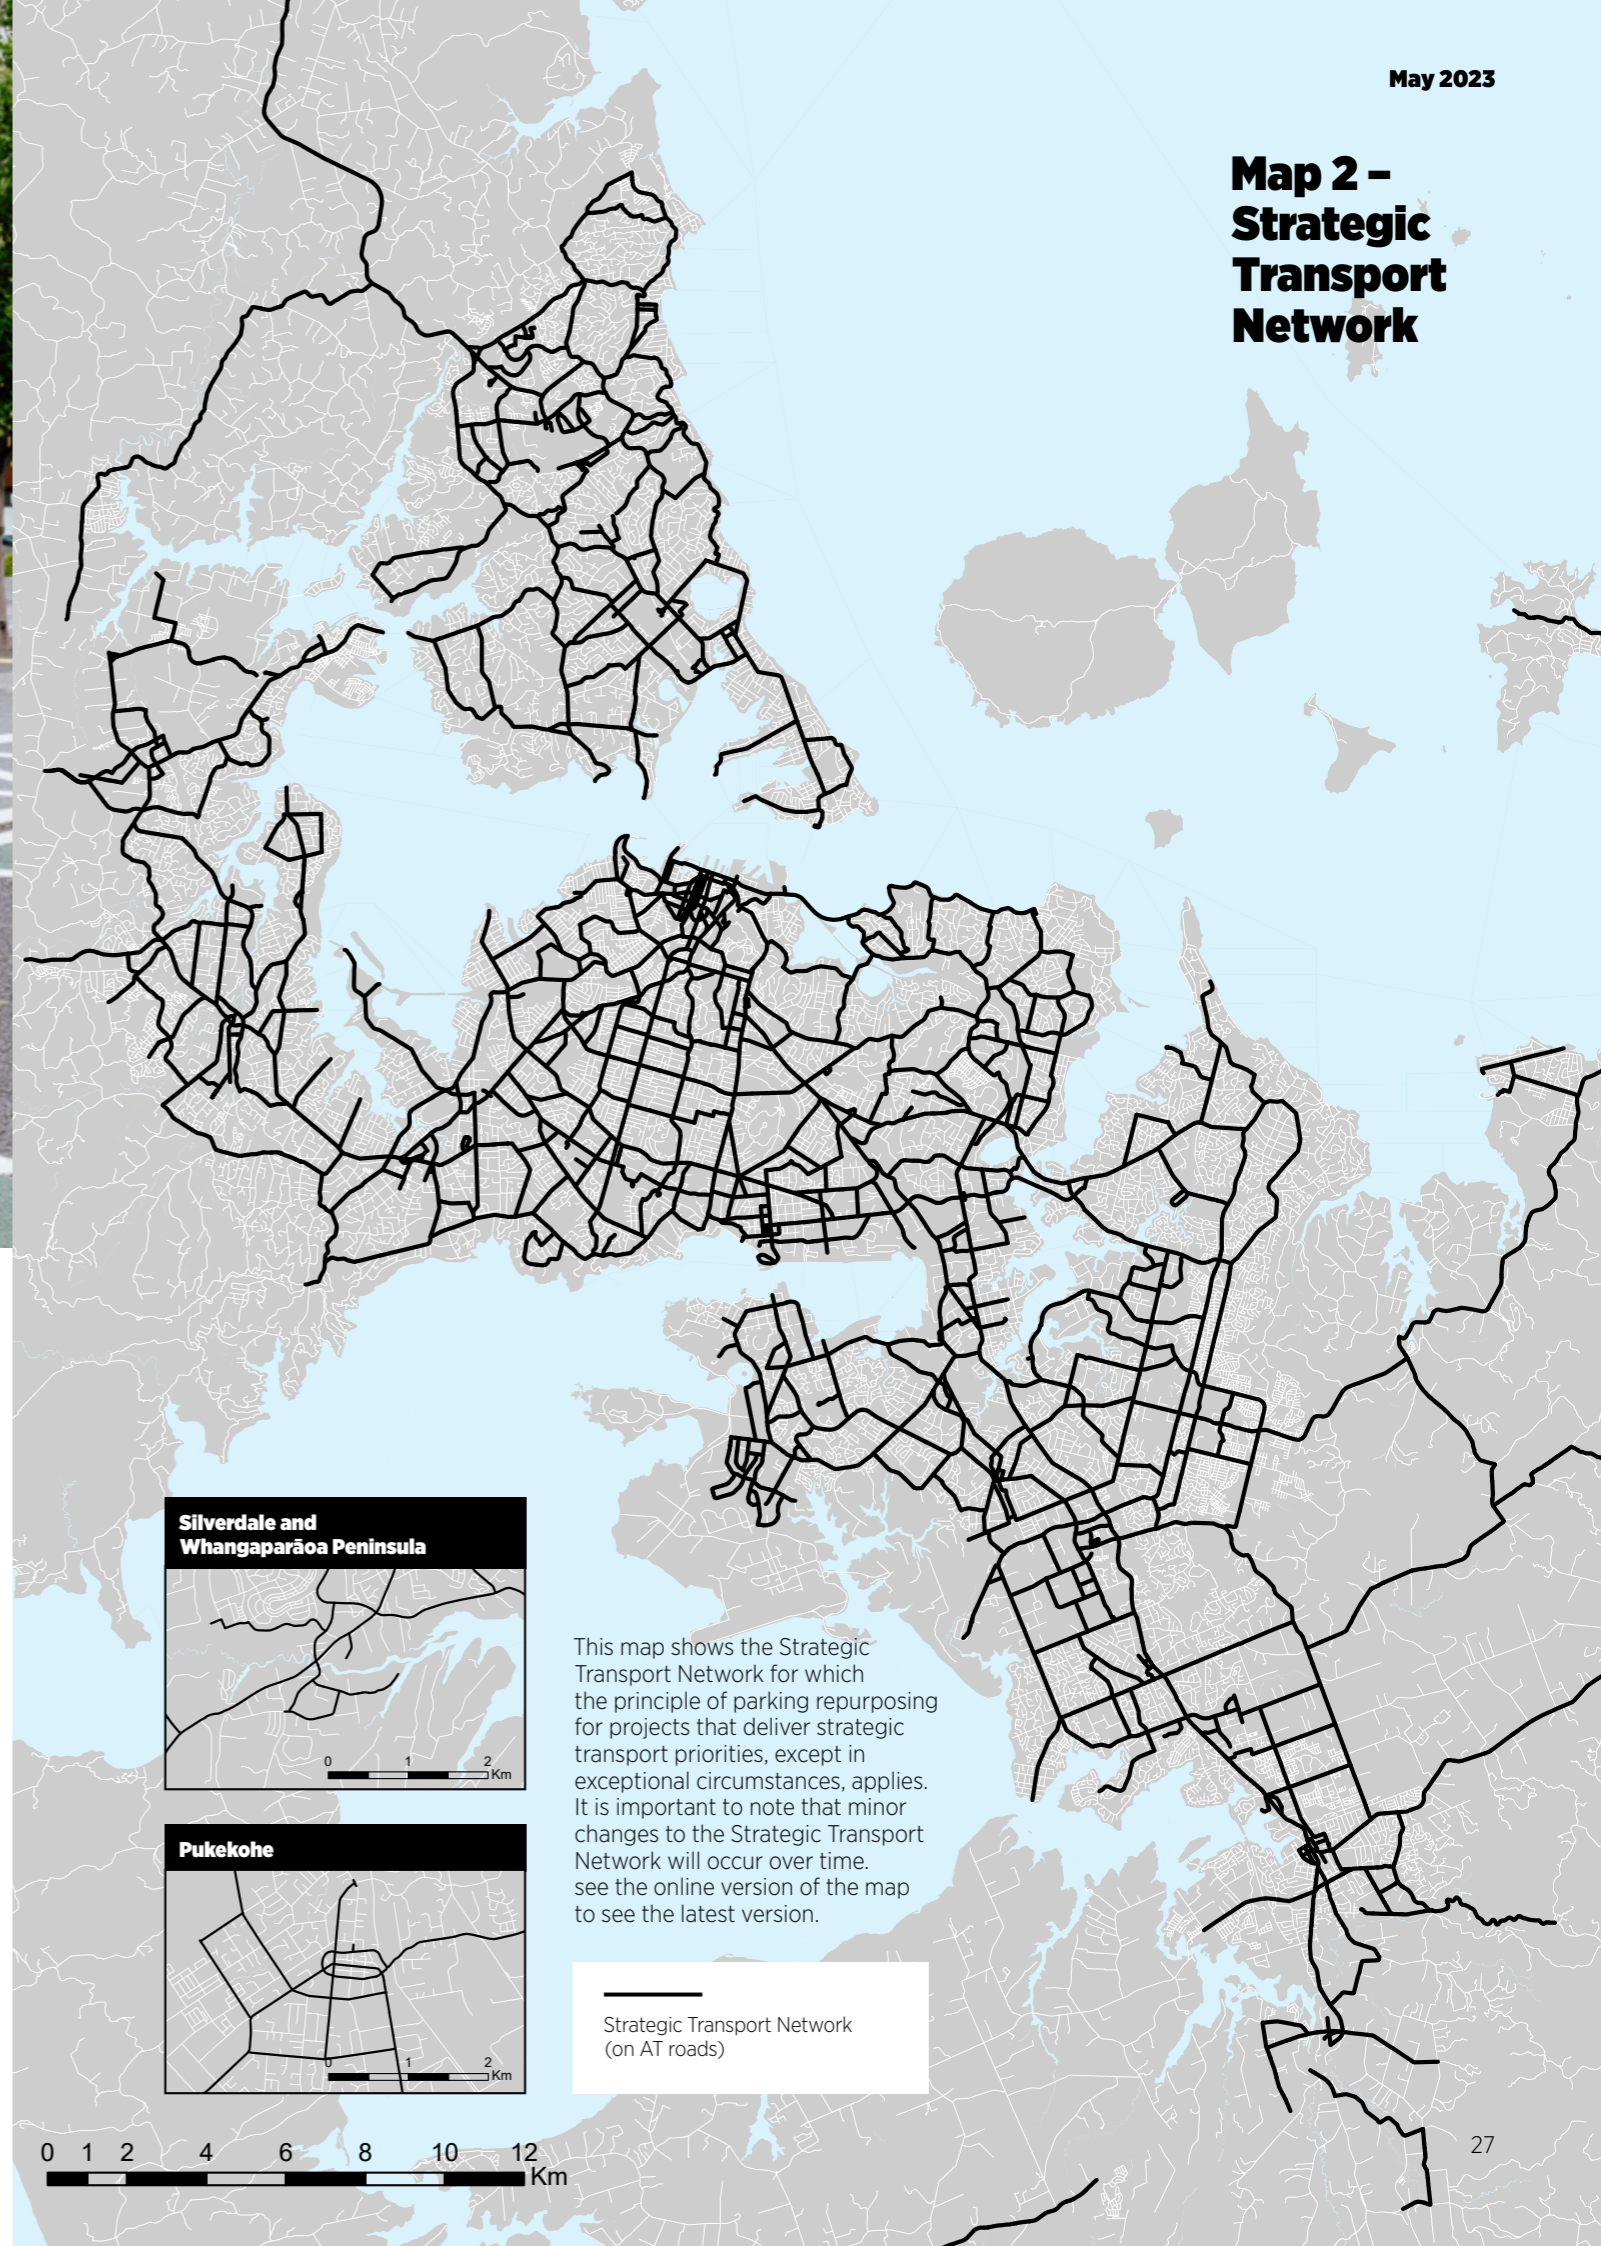 May 2023
Map 2 –
Strategic
Transport
Network
Silverdale and
Whangaparāoa Peninsula
0 1 2
Km
Pukekohe
0 1 2
Km
This map shows the Strategic
Transport Network for which
the principle of parking repurposing
for projects that deliver strategic
transport priorities, except in
exceptional circumstances, applies.
It is important to note that minor
changes to the Strategic Transport
Network will occur over time.
see the online version of the map
to see the latest version.
Strategic Transport Network
(on AT roads)
0 1 2 4 6 8 10 12
Km
27